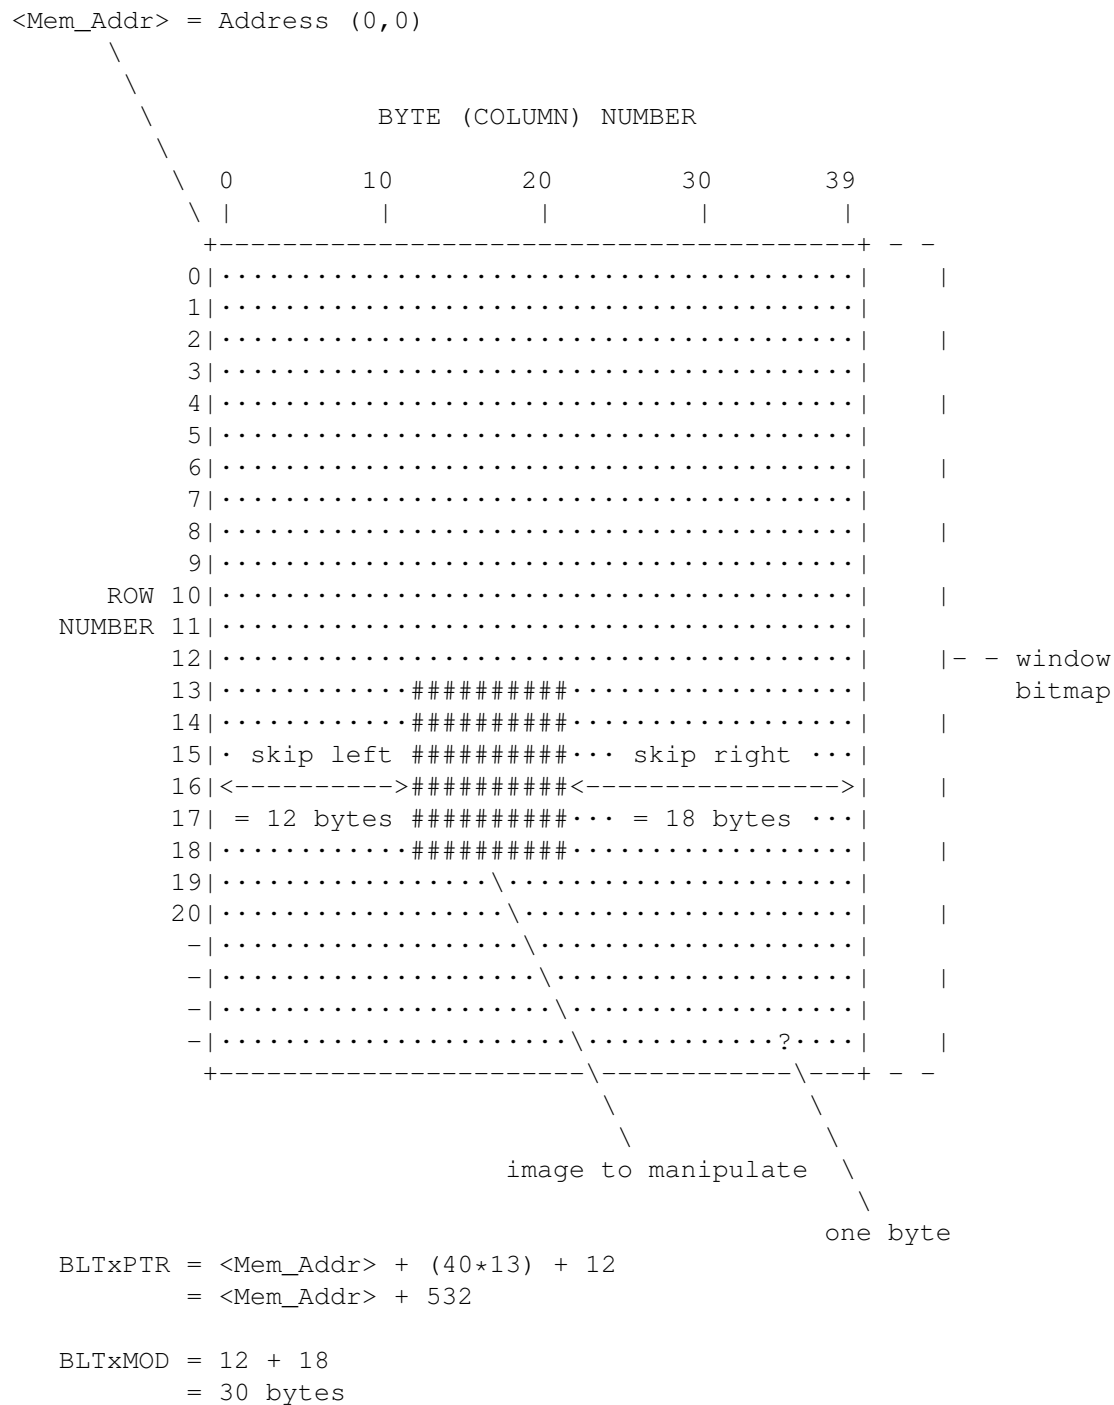 <Mem_Addr> = Address (0,0)
\
\
\
\ BYTE (COLUMN) NUMBER
\
\ 0 10 20 30 39
\ | | | | |
+----------------------------------------+ - -
0|········································| |
1|········································|
2|········································| |
3|········································|
4|········································| |
5|········································|
6|········································| |
7|········································|
8|········································| |
9|········································|
ROW 10|········································| |
NUMBER 11|········································|
12|········································| |- - window
13|············##########··················| bitmap
14|············##########··················| |
15|· skip left ##########··· skip right ···|
16|<---------->##########<---------------->| |
17| = 12 bytes ##########··· = 18 bytes ···|
18|············##########··················| |
19|·················\······················|
20|··················\·····················| |
-|···················\····················|
-|····················\···················| |
-|·····················\··················|
-|······················\············?····| |
+-----------------------\------------\---+ - -
\ \
\ \
image to manipulate \
\
one byte
BLTxPTR = <Mem_Addr> + (40*13) + 12
= <Mem_Addr> + 532
BLTxMOD = 12 + 18
= 30 bytes